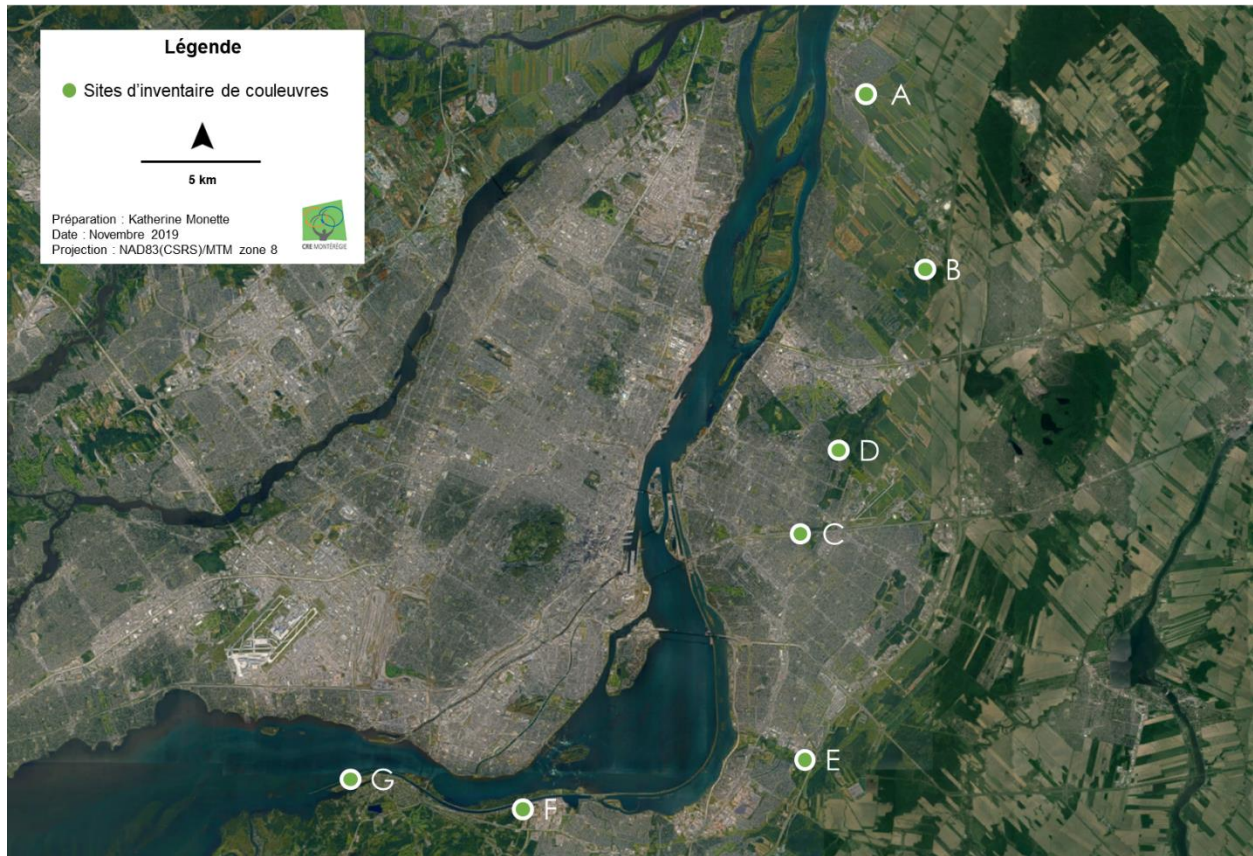 Légende
Sites d'inventaire de couleuvres
5 km
Préparation : Katherine Monette
Date : Novembre 2019
Projection : NAD83(CSRS)/MTM zone 8
CRE MONTÉRÉGIE
A
B
D
C
E
G
F